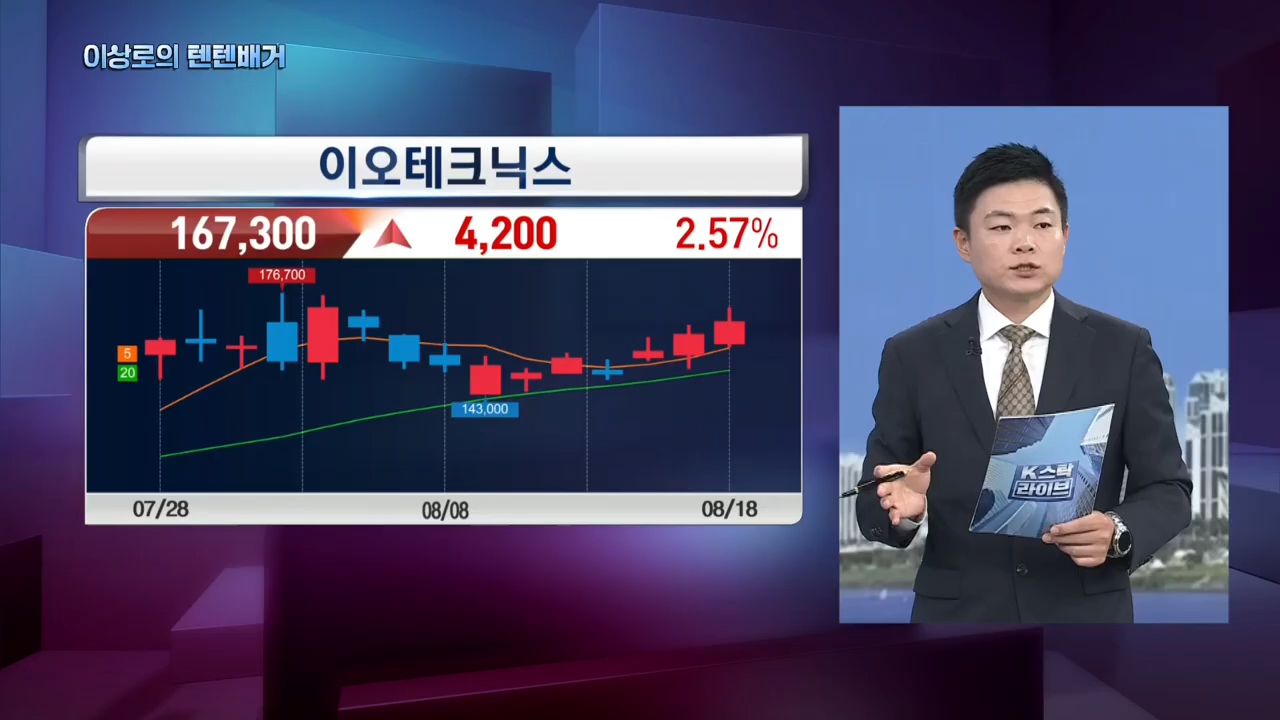 이상로의 텐텐배거
이오테크닉스
167,300 ▲ 4,200 2.57%
176,700
5
20
143,000
07/28 08/08 08/18
K스탁
라이브